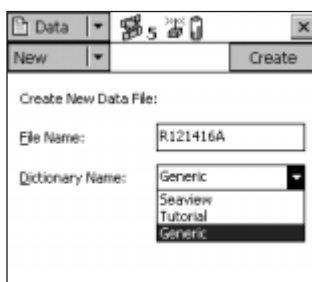 Data 5
New Create
Create New Data File:
File Name: R121416A
Dictionary Name: Generic
Seaview
Tutorial
Generic